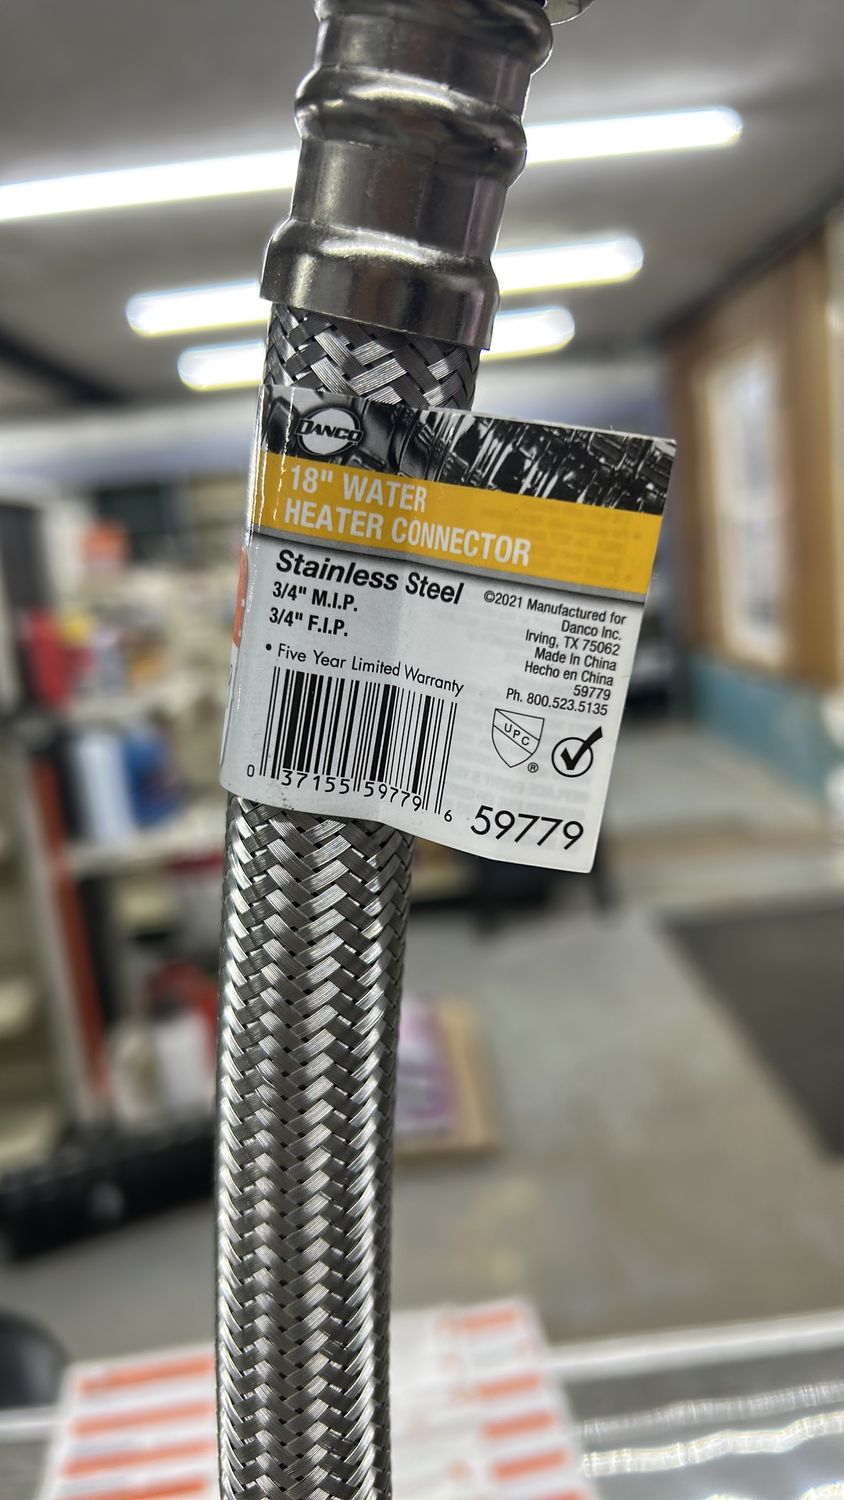 DANCO
18" WATER
HEATER CONNECTOR
Stainless Steel
3/4" M.I.P.
3/4" F.I.P.
• Five Year Limited Warranty
©2021 Manufactured for
Danco Inc.
Irving, TX 75062
Made In China
Hecho en China
59779
Ph. 800.523.5135
UPC
®
0 37155 59779 6
59779